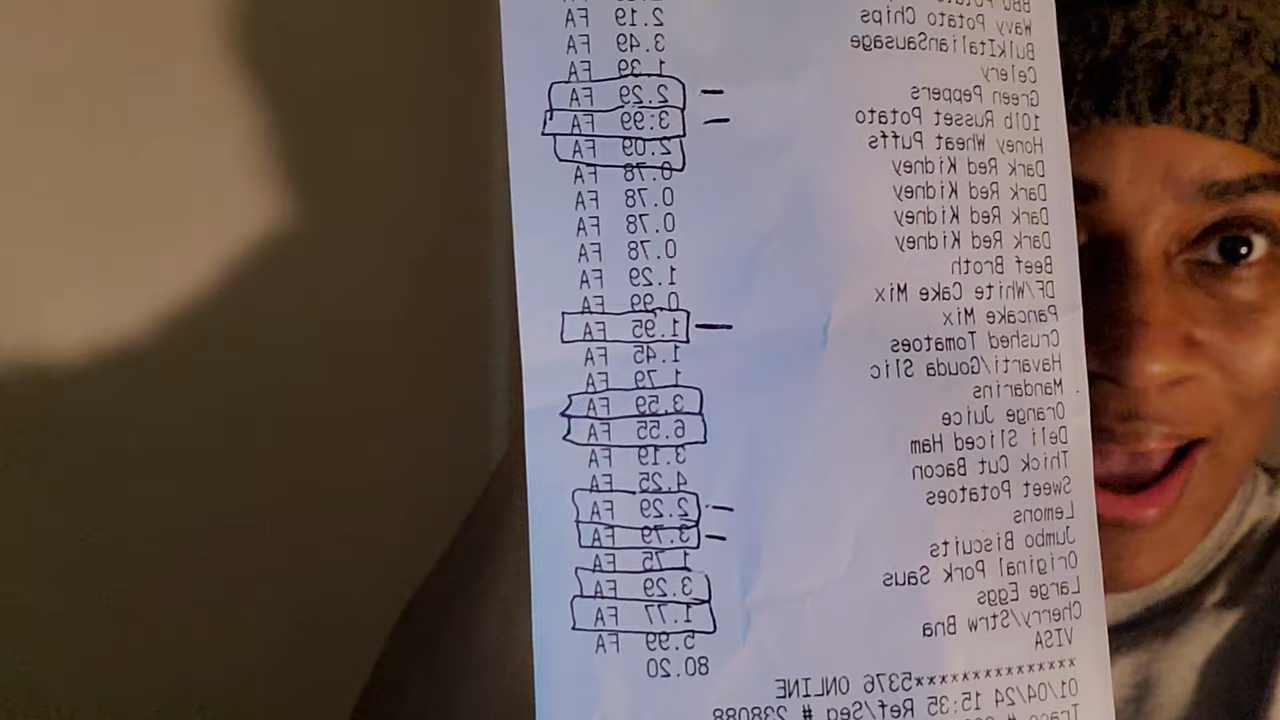 Wavy Potato Chips 2.19 FA
BulkItalianSausage 3.49 FA
Celery 1.39 FA
Green Peppers 2.29 FA
10lb Russet Potato 3.99 FA
Honey Wheat Puffs 2.09 FA
Dark Red Kidney 0.78 FA
Dark Red Kidney 0.78 FA
Dark Red Kidney 0.78 FA
Dark Red Kidney 0.78 FA
Beef Broth 1.29 FA
DF/White Cake Mix 0.99 FA
Pancake Mix 1.95 FA
Crushed Tomatoes 1.45 FA
Havarti/Gouda Slic 1.79 FA
Mandarins 3.59 FA
Orange Juice 6.55 FA
Deli Sliced Ham 3.19 FA
Thick Cut Bacon 4.25 FA
Sweet Potatoes 2.29 FA
Lemons 3.79 FA
Jumbo Biscuits 1.75 FA
Original Pork Saus 3.29 FA
Large Eggs 1.77 FA
Cherry/Strw Bna 5.99 FA
VISA 80.20
****************5376 ONLINE
01/04/24 15:35 Ref/Seq # 238088